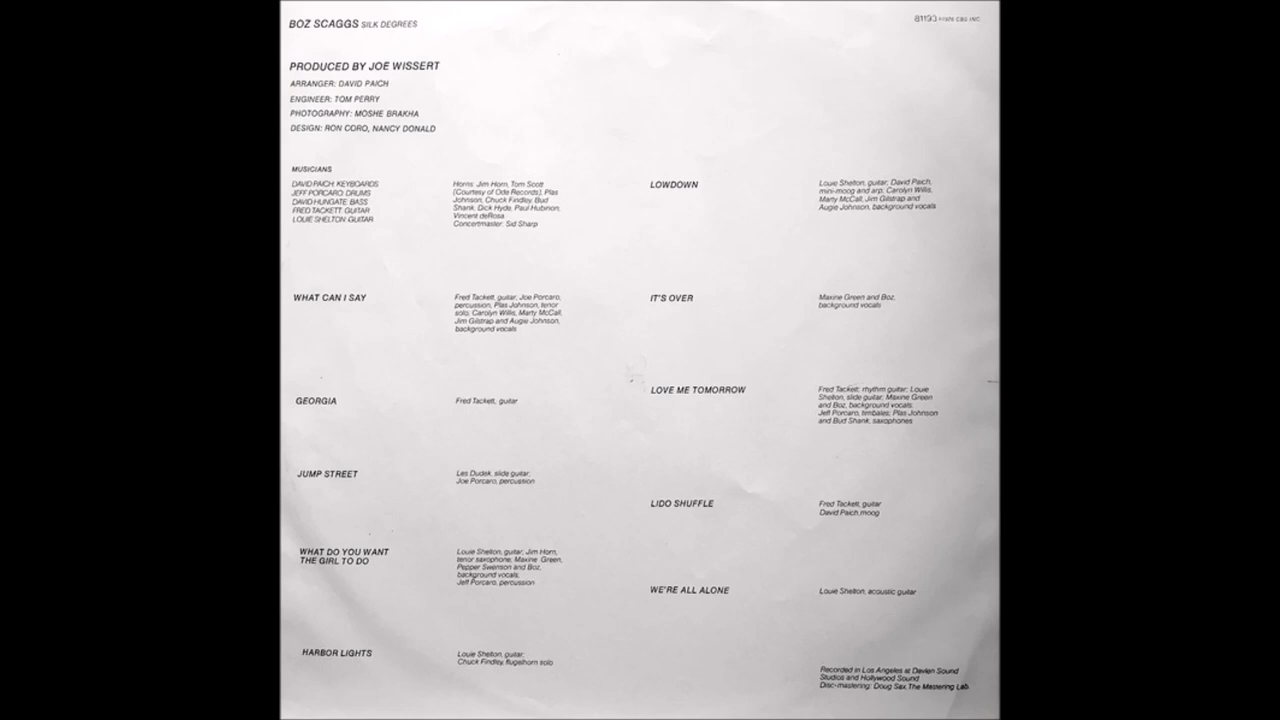 BOZ SCAGGS SILK DEGREES
81193
PRODUCED BY JOE WISSERT
ARRANGER: DAVID PAICH
ENGINEER: TOM PERRY
PHOTOGRAPHY: MOSHE BRAKHA
DESIGN: RON CORO, NANCY DONALD
MUSICIANS
DAVID PAICH: KEYBOARDS
JEFF PORCARO: DRUMS
DAVID HUNGATE: BASS
FRED TACKETT: GUITAR
LOUIE SHELTON: GUITAR
Horns: Jim Horn, Tom Scott
(Courtesy of Ode Records), Plas
Johnson, Chuck Findley, Bud
Shank, Dick Hyde, Paul Hubinon,
Vincent deRosa
Concertmaster: Sid Sharp
WHAT CAN I SAY
Fred Tackett, guitar; Joe Porcaro,
percussion; Plas Johnson, tenor
solo; Carolyn Willis, Marty McCall,
Jim Gilstrap and Augie Johnson,
background vocals
GEORGIA
Fred Tackett, guitar
JUMP STREET
Les Dudek, slide guitar;
Joe Porcaro, percussion
WHAT DO YOU WANT
THE GIRL TO DO
Louie Shelton, guitar; Jim Horn,
tenor saxophone; Maxine Green,
Pepper Swenson and Boz,
background vocals;
Jeff Porcaro, percussion
HARBOR LIGHTS
Louie Shelton, guitar;
Chuck Findley, flugelhorn solo
LOWDOWN
Louie Shelton, guitar; David Paich,
mini-moog and arp; Carolyn Willis,
Marty McCall, Jim Gilstrap and
Augie Johnson, background vocals
IT'S OVER
Maxine Green and Boz,
background vocals
LOVE ME TOMORROW
Fred Tackett; rhythm guitar; Louie
Shelton, slide guitar; Maxine Green
and Boz, background vocals;
Jeff Porcaro, timbales; Plas Johnson
and Bud Shank, saxophones
LIDO SHUFFLE
Fred Tackett, guitar
David Paich, moog
WE'RE ALL ALONE
Louie Shelton, acoustic guitar
Recorded in Los Angeles at Davlen Sound
Studios and Hollywood Sound
Disc-mastering: Doug Sax, The Mastering Lab